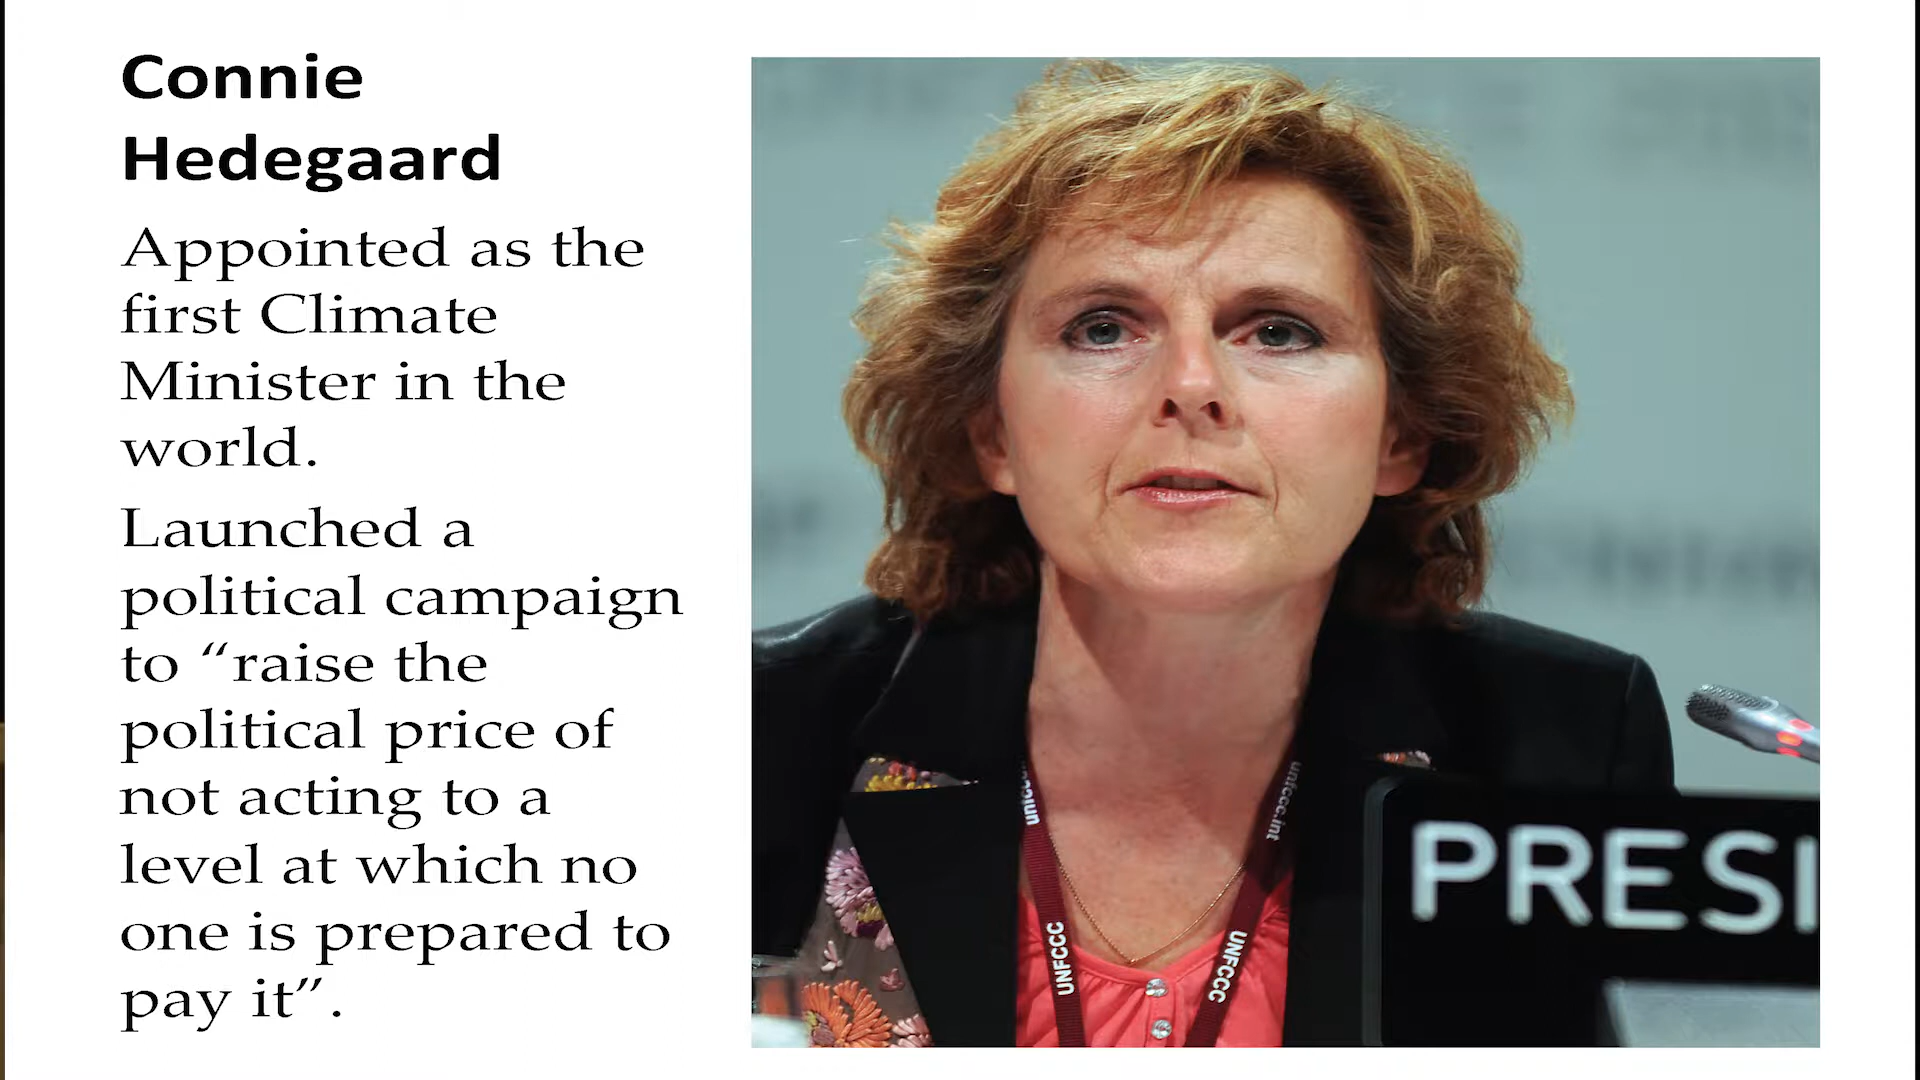 Connie
Hedegaard
Appointed as the
first Climate
Minister in the
world.
Launched a
political campaign
to “raise the
political price of
not acting to a
level at which no
one is prepared to
pay it”.
unfccc.int
UNFCCC
UNFCCC
PRESI